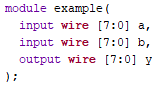 module example(
  input wire [7:0] a,
  input wire [7:0] b,
  output wire [7:0] y
);